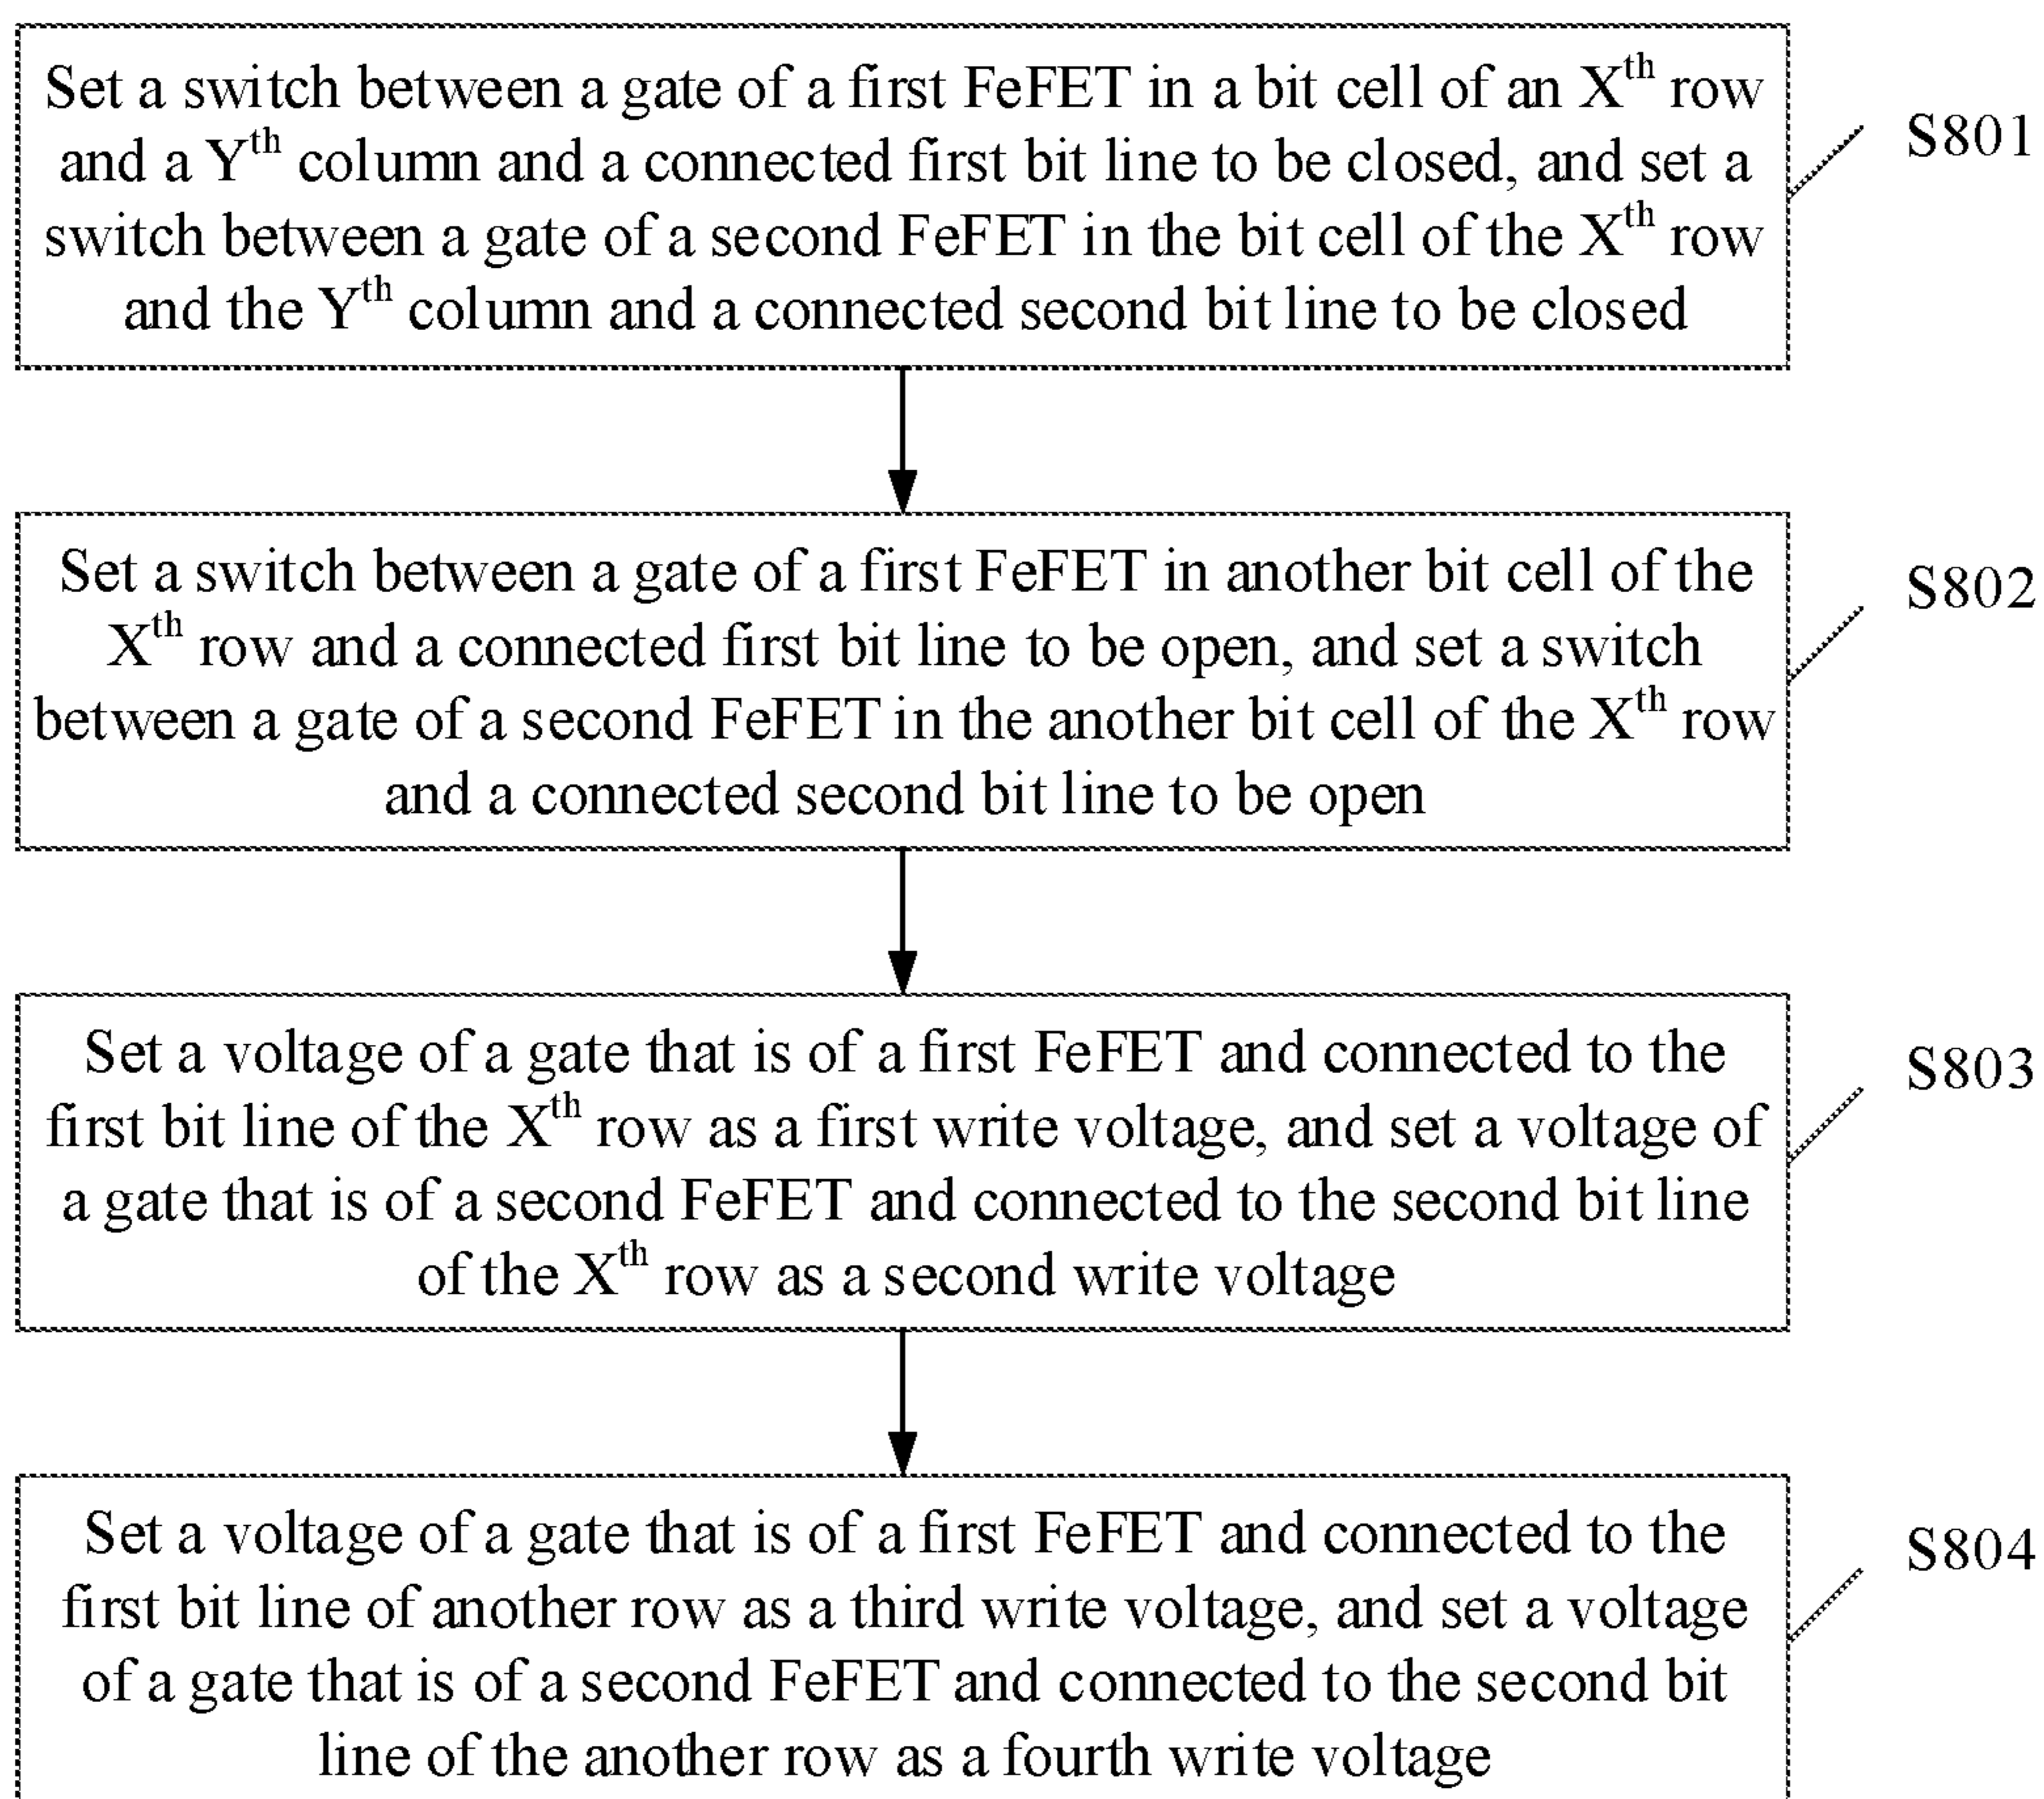 Set a switch between a gate of a first FeFET in a bit cell of an Xth row
and a Yth column and a connected first bit line to be closed, and set a
switch between a gate of a second FeFET in the bit cell of the Xth row
and the Yth column and a connected second bit line to be closed
S801
Set a switch between a gate of a first FeFET in another bit cell of the
Xth row and a connected first bit line to be open, and set a switch
between a gate of a second FeFET in the another bit cell of the Xth row
and a connected second bit line to be open
S802
Set a voltage of a gate that is of a first FeFET and connected to the
first bit line of the Xth row as a first write voltage, and set a voltage of
a gate that is of a second FeFET and connected to the second bit line
of the Xth row as a second write voltage
S803
Set a voltage of a gate that is of a first FeFET and connected to the
first bit line of another row as a third write voltage, and set a voltage
of a gate that is of a second FeFET and connected to the second bit
line of the another row as a fourth write voltage
S804